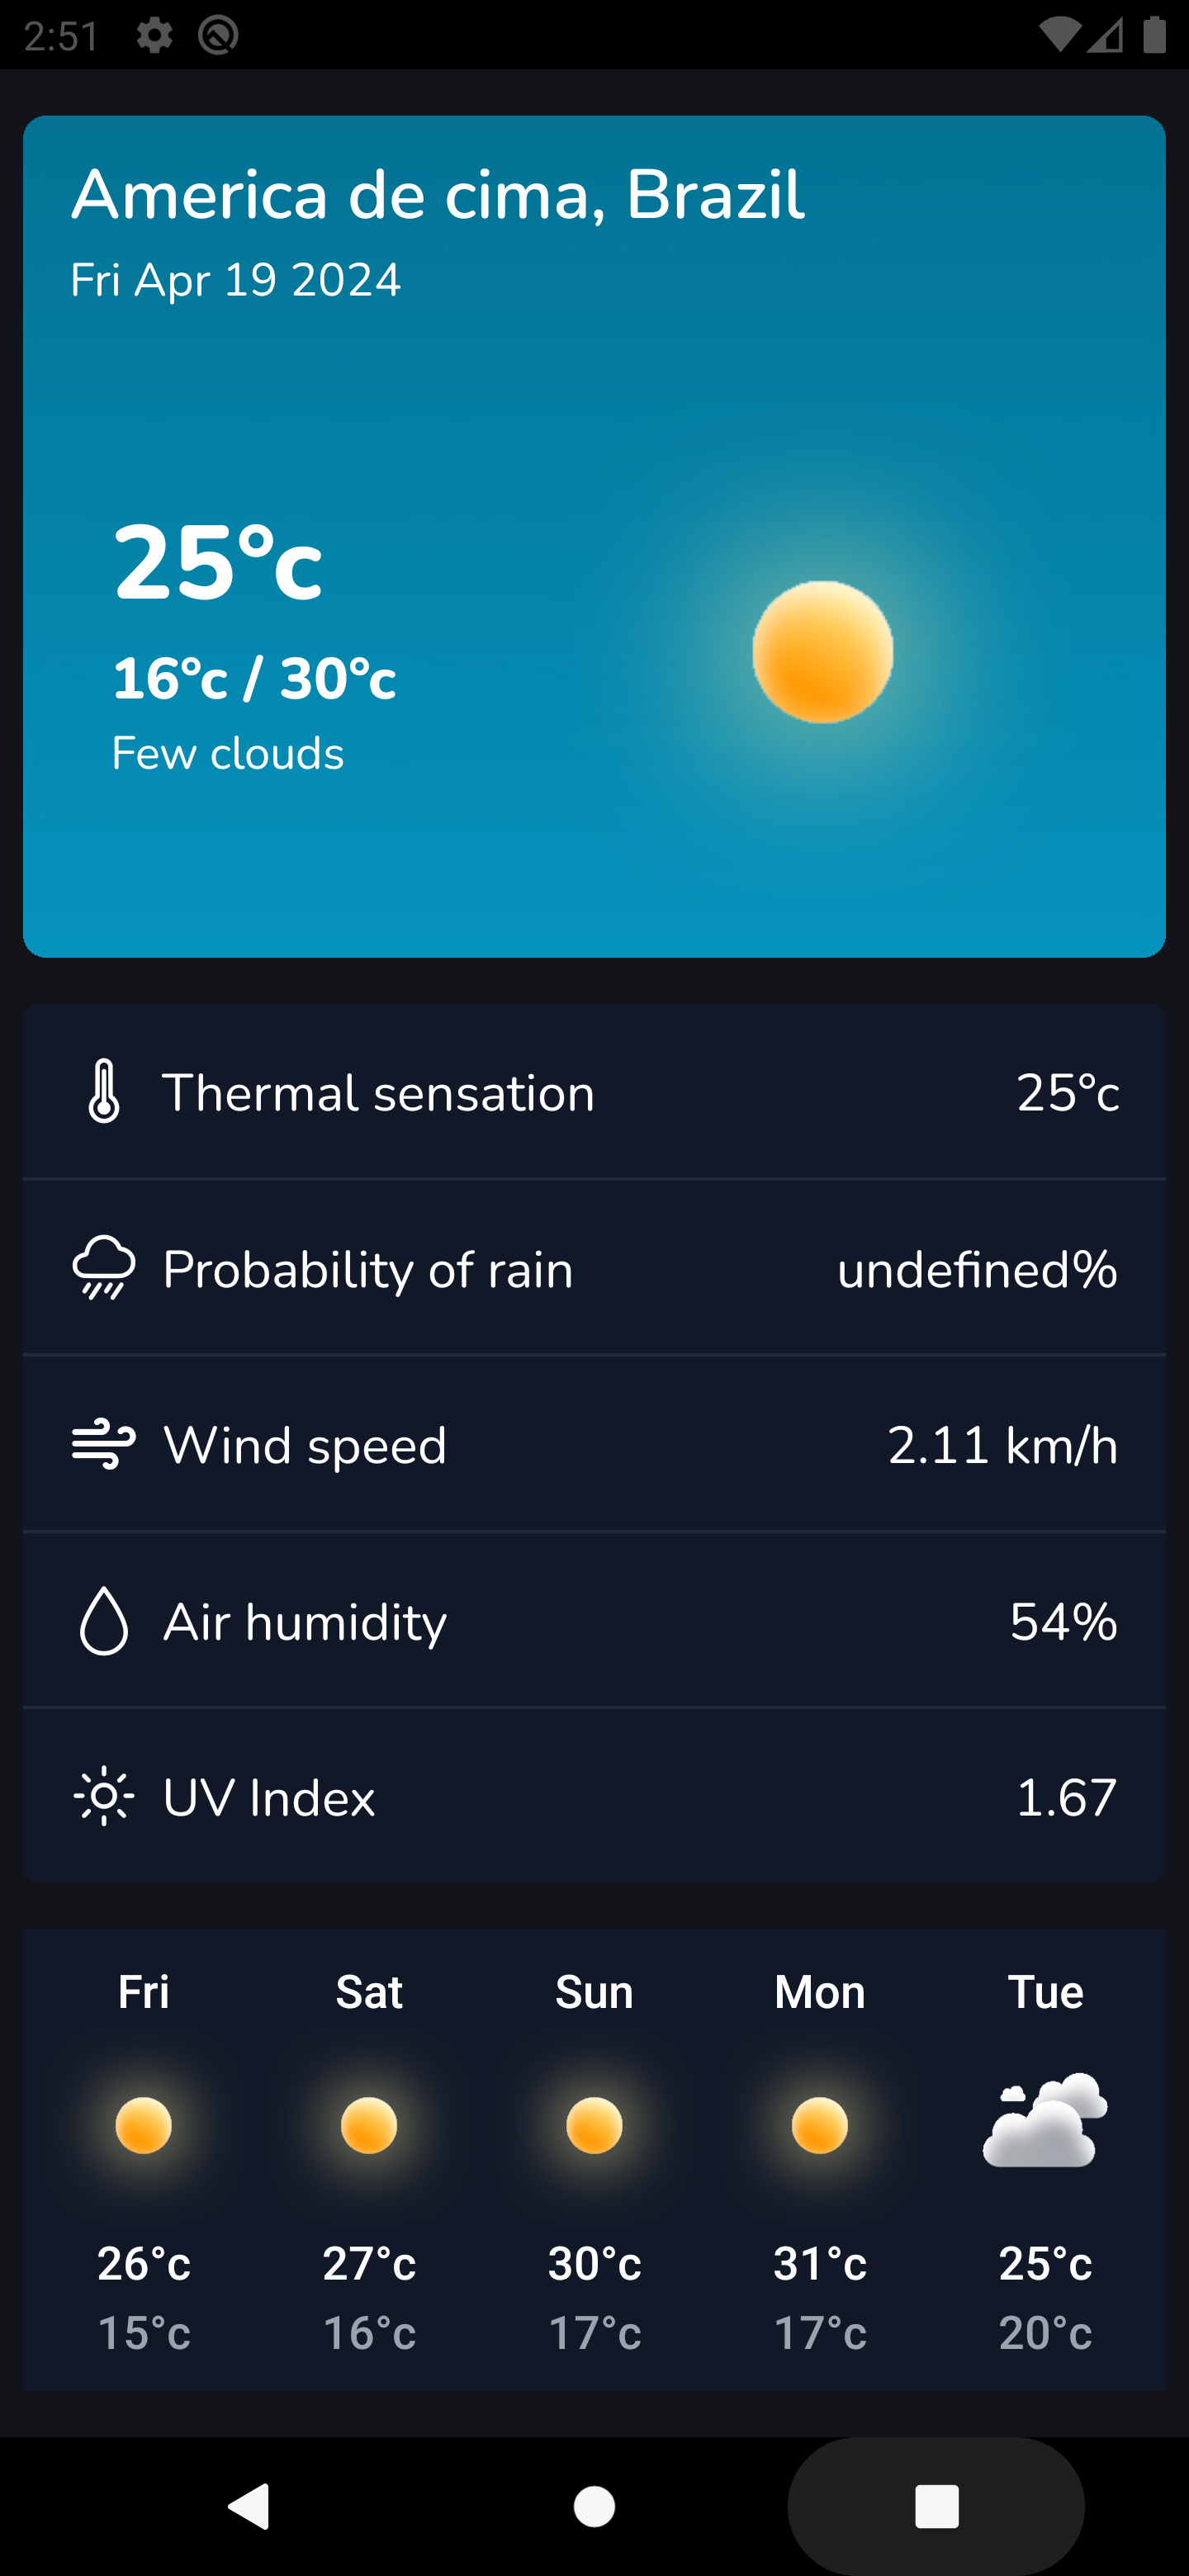 2:51
America de cima, Brazil
Fri Apr 19 2024
25°c
16°c / 30°c
Few clouds
Thermal sensation 25°c
Probability of rain undefined%
Wind speed 2.11 km/h
Air humidity 54%
UV Index 1.67
Fri Sat Sun Mon Tue
26°c 27°c 30°c 31°c 25°c
15°c 16°c 17°c 17°c 20°c